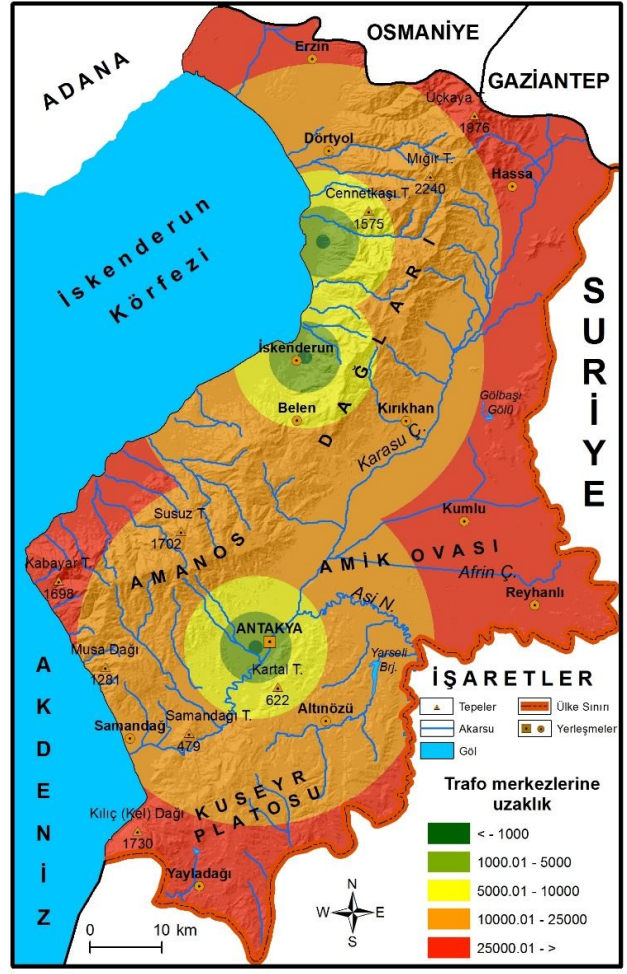 OSMANİYE
ADANA
Erzin
GAZİANTEP
Üçkaya T.
1976
Dörtyol
Mığır T.
2240
Hassa
Cennetkaşı T.
1575
İskenderun
Körfezi
İskenderun
Belen
Kırıkhan
DAĞLARI
Karasu Ç.
Gölbaşı
Gölü
SURİYE
Kumlu
Susuz T.
1702
AMANOS
AMİK OVASI
Kabayar T.
1698
Afrin Ç.
Reyhanlı
Asi N.
ANTAKYA
Kartal T.
622
Yarseli
Brj.
Musa Dağı
1281
Samandağ
Samandağı T.
479
Altınözü
AKDENİZ
KUSEYR
PLATOSU
Kılıç (Kel) Dağı
1730
Yayladağı
0 10 km
N
W E
S
İŞARETLER
Tepeler
Ülke Sınırı
Akarsu
Yerleşmeler
Göl
Trafo merkezlerine
uzaklık
< - 1000
1000.01 - 5000
5000.01 - 10000
10000.01 - 25000
25000.01 - >